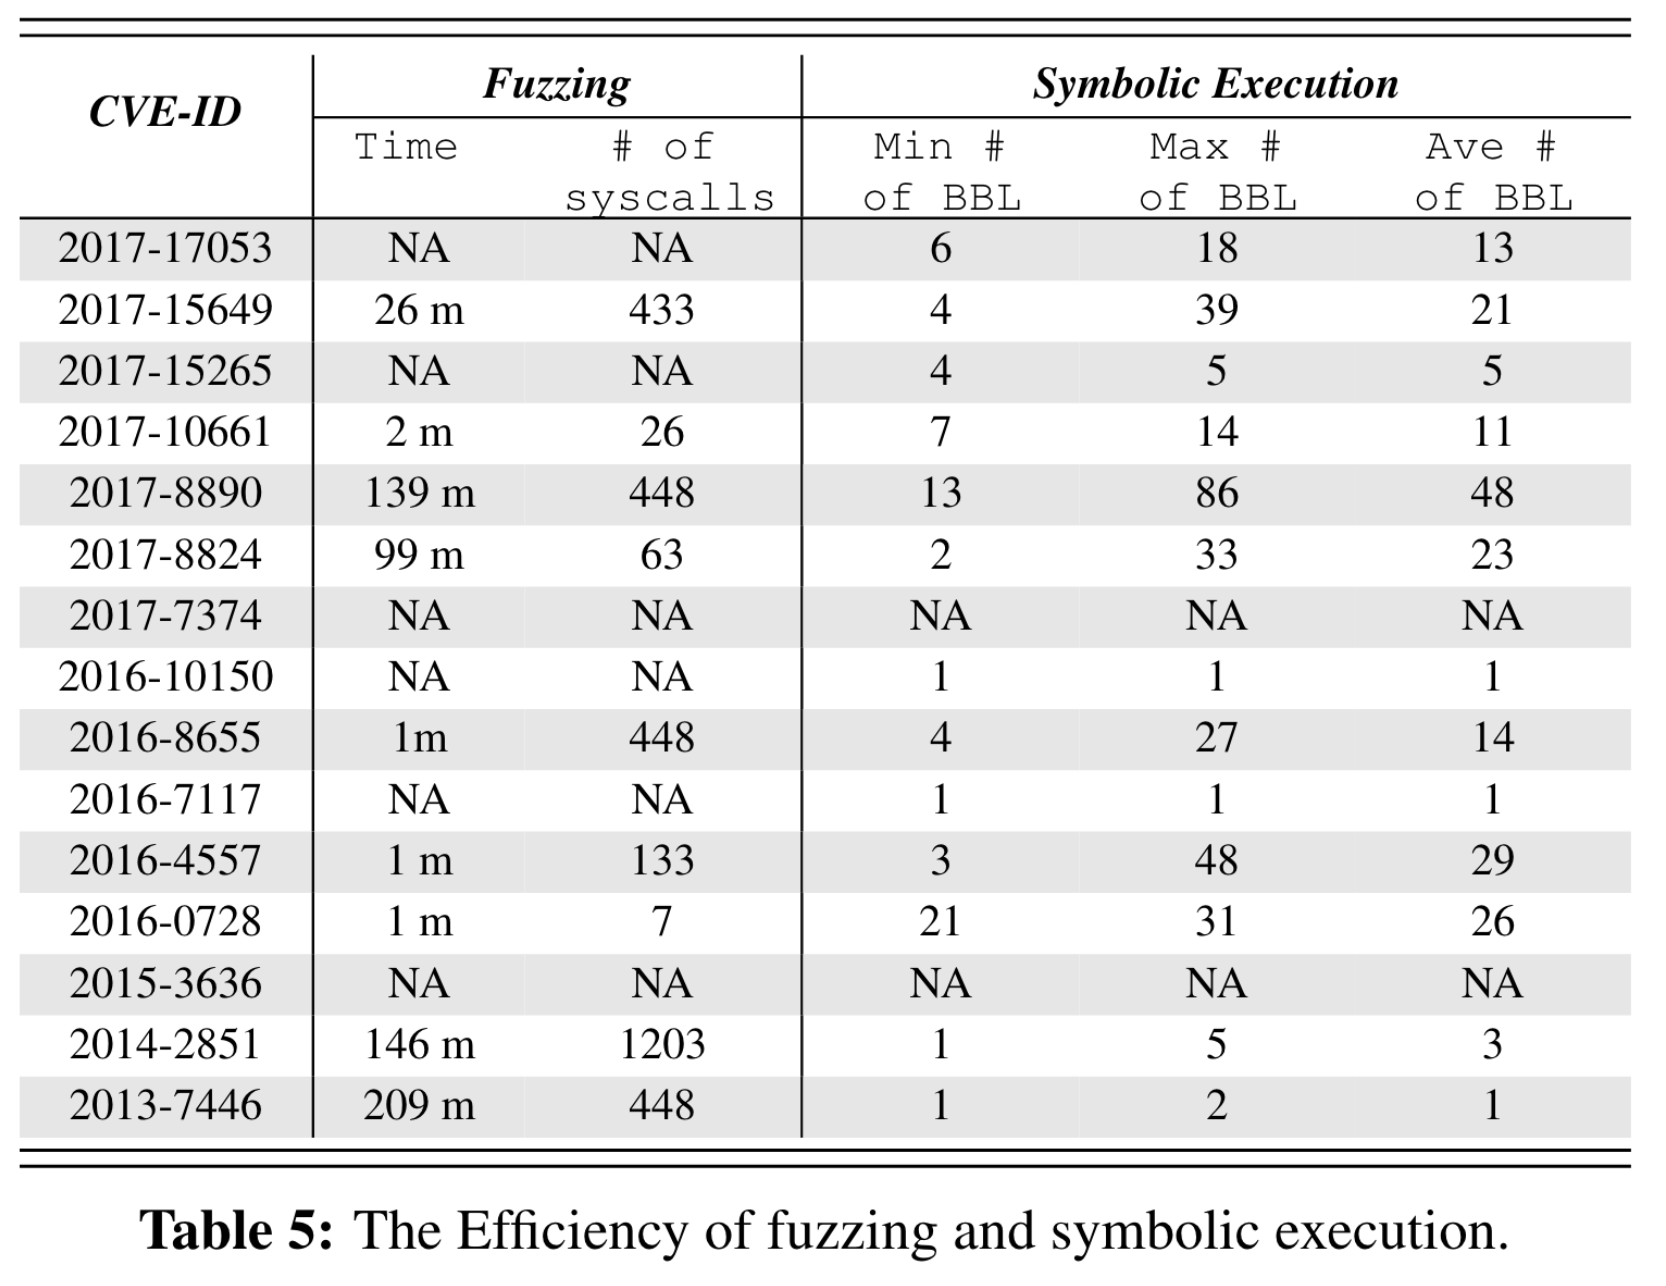 CVE-ID Fuzzing Symbolic Execution
Time # of Min # Max # Ave #
syscalls of BBL of BBL of BBL
2017-17053 NA NA 6 18 13
2017-15649 26 m 433 4 39 21
2017-15265 NA NA 4 5 5
2017-10661 2 m 26 7 14 11
2017-8890 139 m 448 13 86 48
2017-8824 99 m 63 2 33 23
2017-7374 NA NA NA NA NA
2016-10150 NA NA 1 1 1
2016-8655 1m 448 4 27 14
2016-7117 NA NA 1 1 1
2016-4557 1 m 133 3 48 29
2016-0728 1 m 7 21 31 26
2015-3636 NA NA NA NA NA
2014-2851 146 m 1203 1 5 3
2013-7446 209 m 448 1 2 1
Table 5: The Efficiency of fuzzing and symbolic execution.